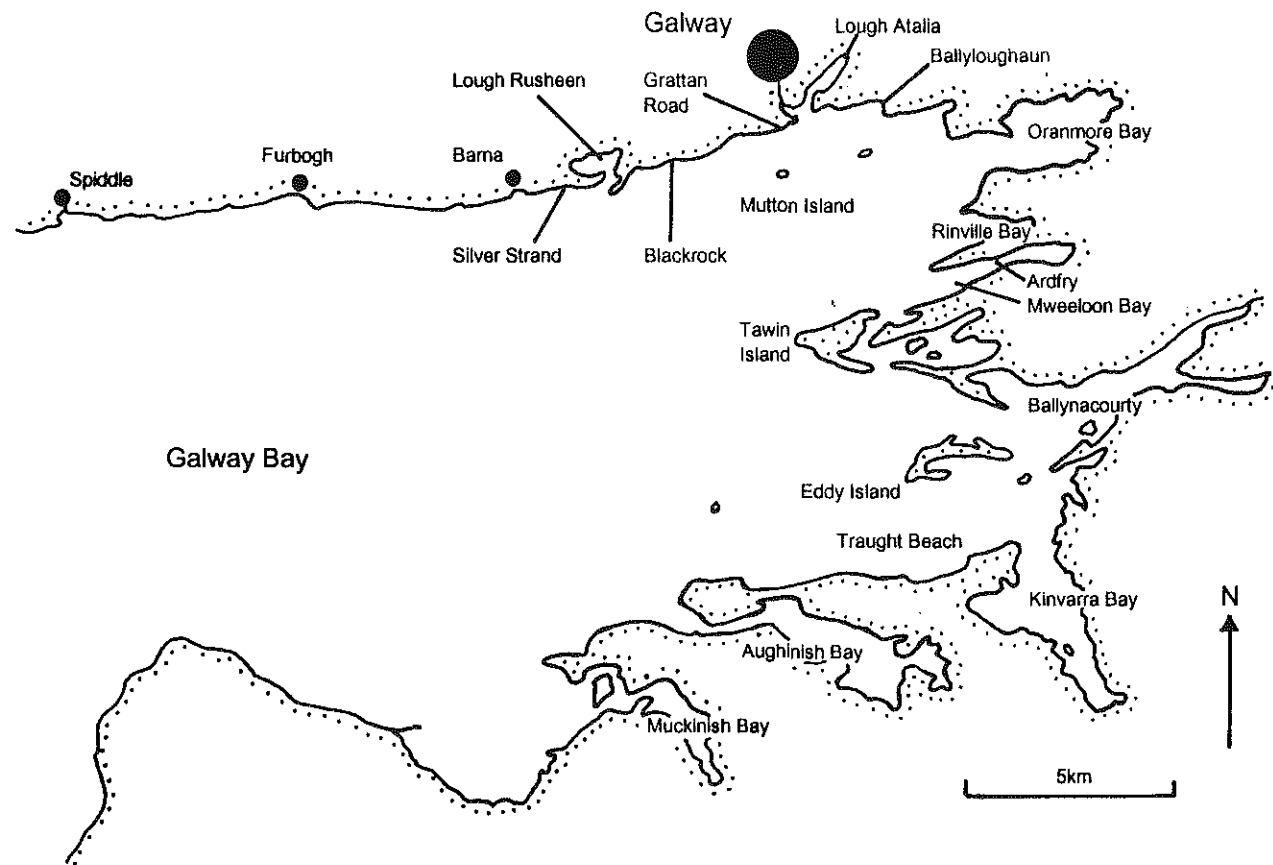 Galway
Lough Atalia
Ballyloughaun
Lough Rusheen
Grattan
Road
Oranmore Bay
Furbogh
Barna
Spiddle
Mutton Island
Rinville Bay
Silver Strand
Blackrock
Ardfry
Mweeloon Bay
Tawin
Island
Ballynacourty
Galway Bay
Eddy Island
Traught Beach
N
Kinvarra Bay
Aughinish Bay
Muckinish Bay
5km